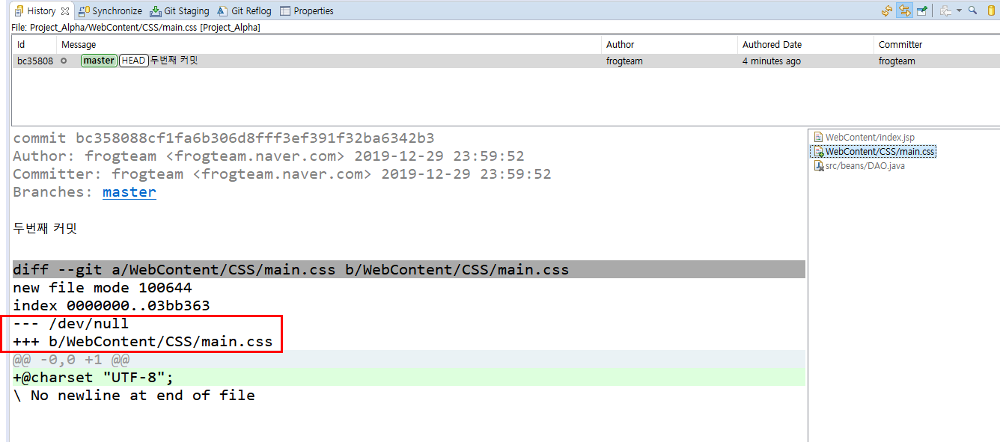 History Synchronize Git Staging Git Reflog Properties
File: Project_Alpha/WebContent/CSS/main.css [Project_Alpha]
Id Message Author Authored Date Committer
bc35808 master HEAD 두번째 커밋 frogteam 4 minutes ago frogteam
commit bc358088cf1fa6b306d8fff3ef391f32ba6342b3
Author: frogteam <frogteam.naver.com> 2019-12-29 23:59:52
Committer: frogteam <frogteam.naver.com> 2019-12-29 23:59:52
Branches: master
두번째 커밋
diff --git a/WebContent/CSS/main.css b/WebContent/CSS/main.css
new file mode 100644
index 0000000..03bb363
--- /dev/null
+++ b/WebContent/CSS/main.css
@@ -0,0 +1 @@
+@charset "UTF-8";
\ No newline at end of file
WebContent/index.jsp
WebContent/CSS/main.css
src/beans/DAO.java